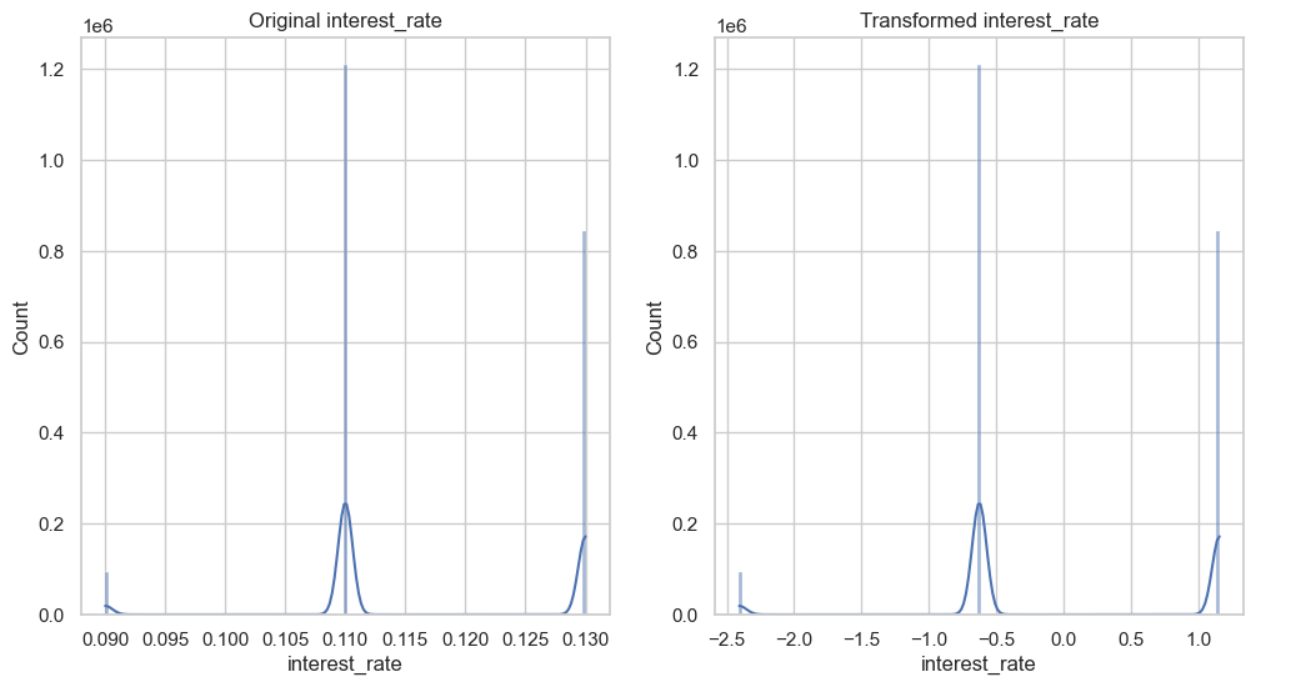 Original interest_rate
1e6
1.2
1.0
0.8
0.6
0.4
0.2
0.0
Count
0.090 0.095 0.100 0.105 0.110 0.115 0.120 0.125 0.130
interest_rate
Transformed interest_rate
1e6
1.2
1.0
0.8
0.6
0.4
0.2
0.0
Count
−2.5 −2.0 −1.5 −1.0 −0.5 0.0 0.5 1.0
interest_rate